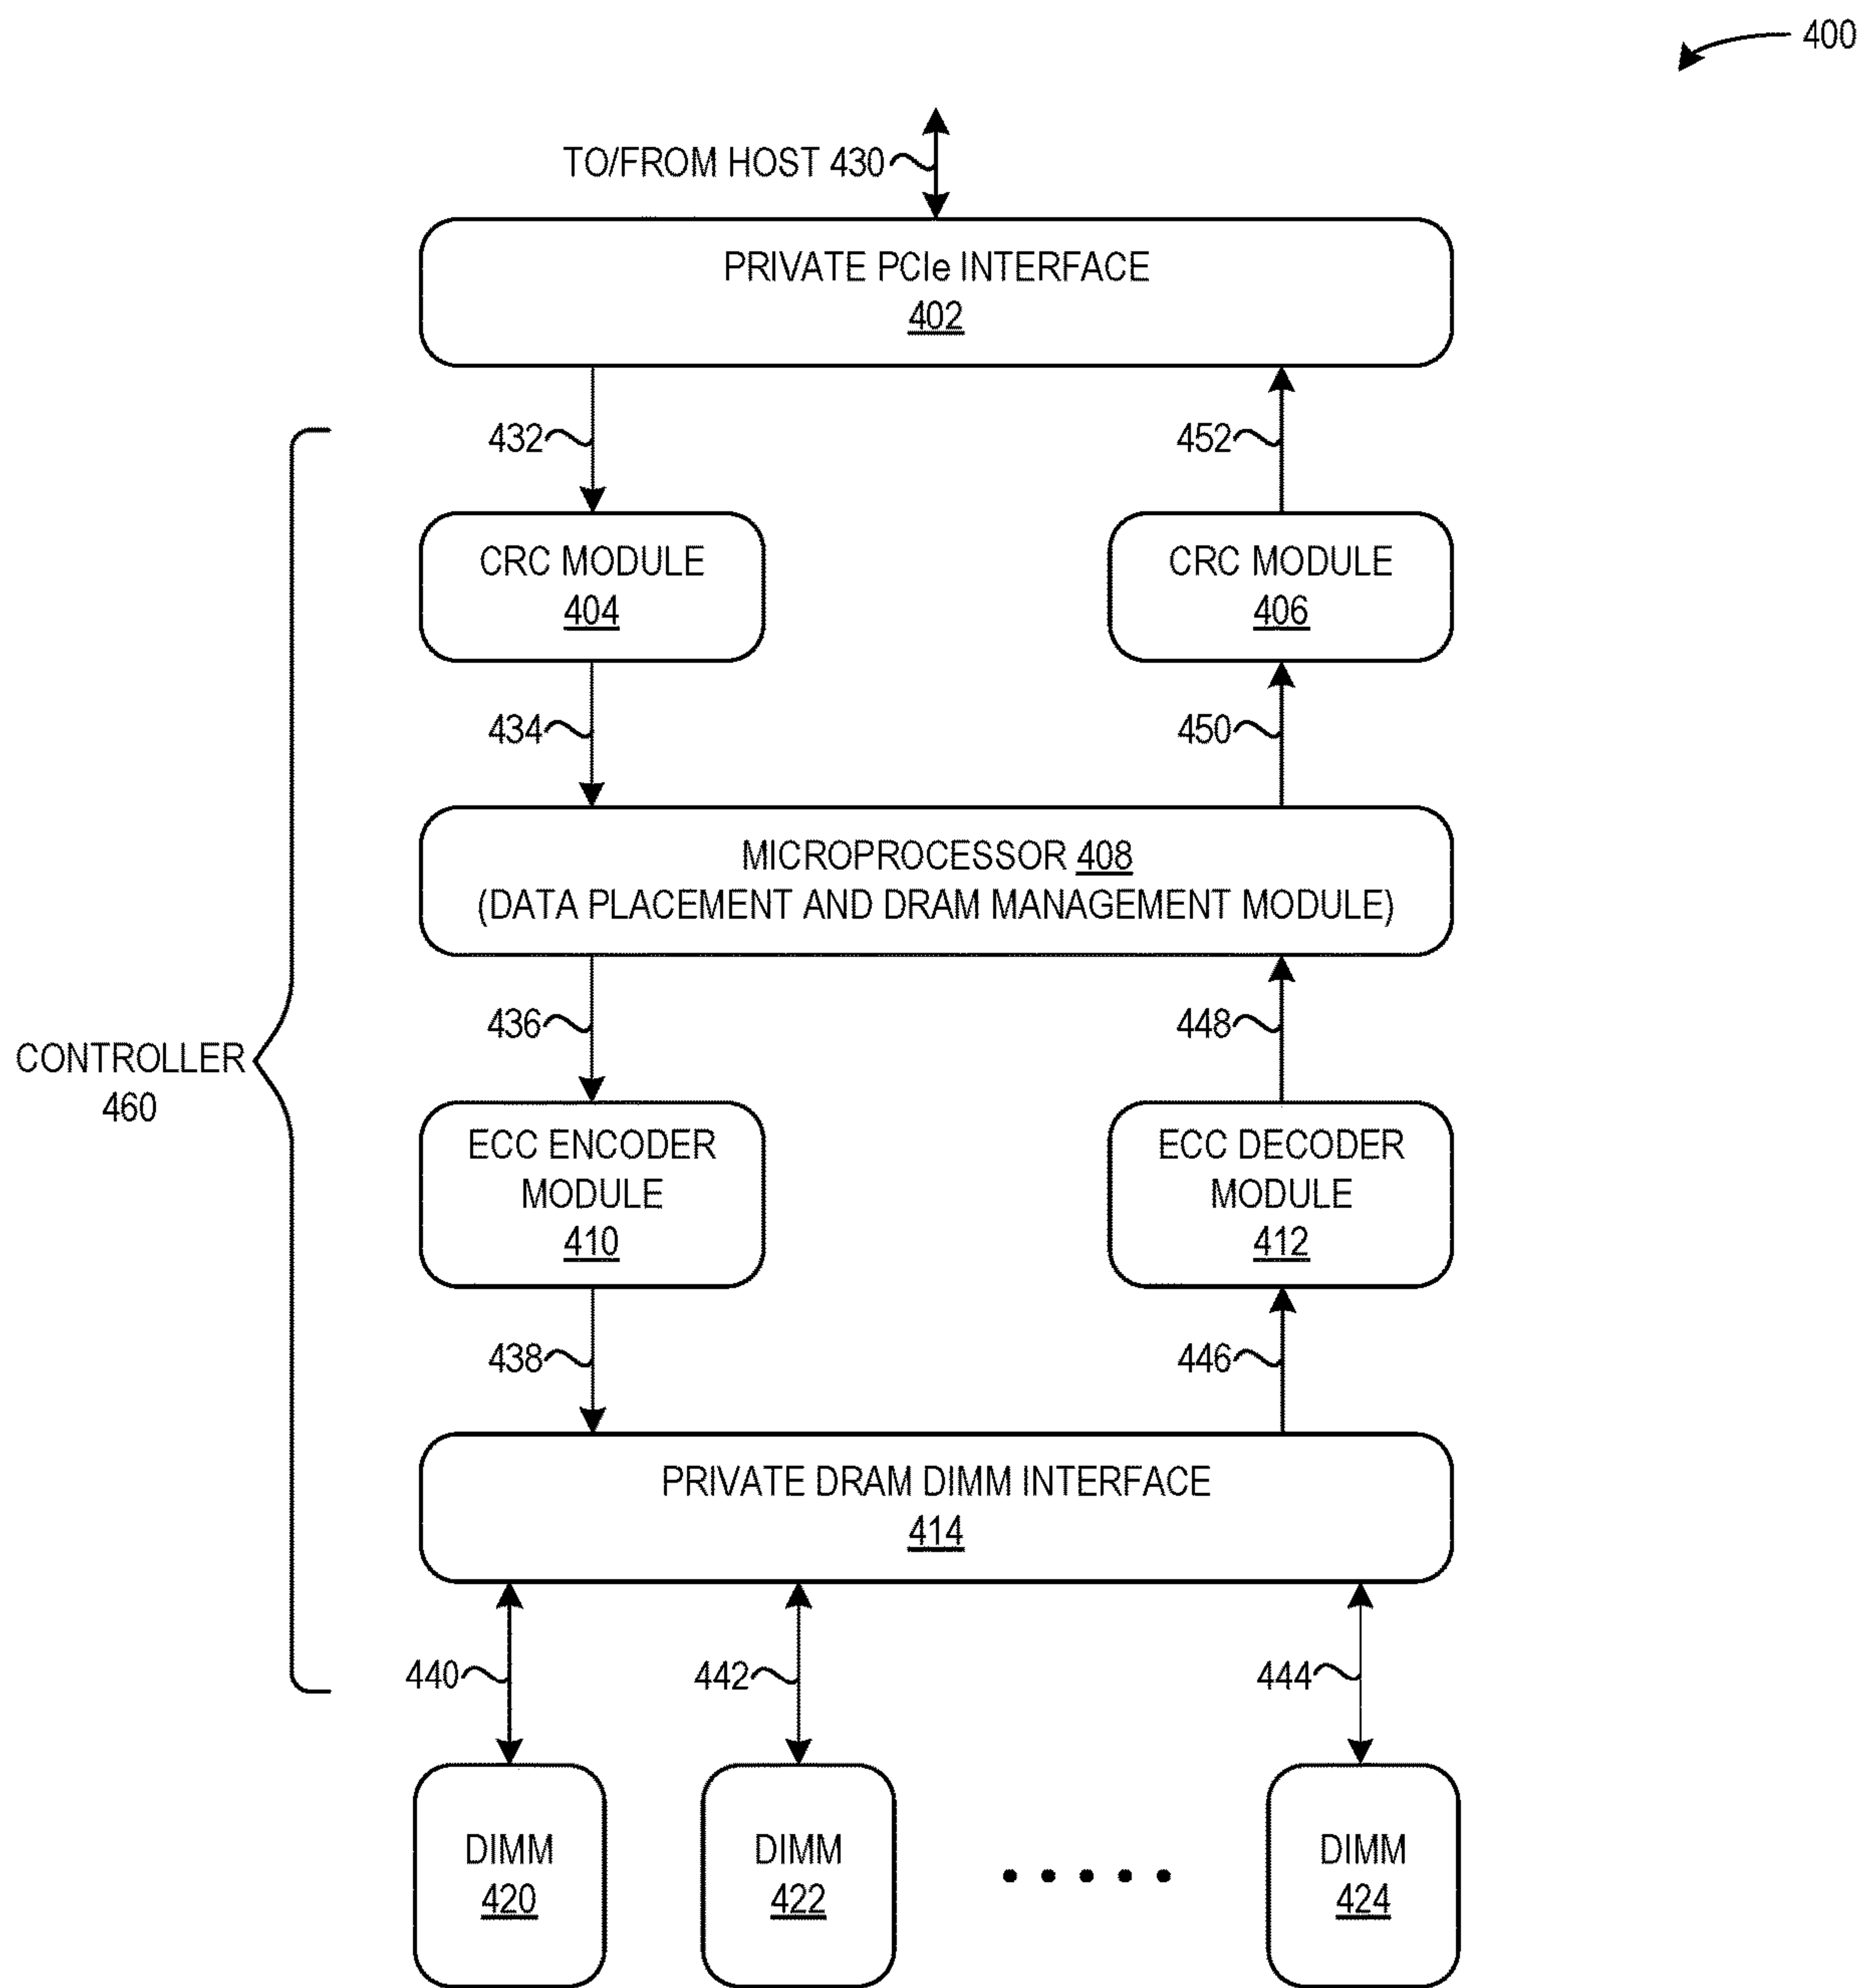 400
TO/FROM HOST 430
PRIVATE PCIe INTERFACE
402
432
452
CRC MODULE
404
CRC MODULE
406
434
450
MICROPROCESSOR 408
(DATA PLACEMENT AND DRAM MANAGEMENT MODULE)
436
448
CONTROLLER
460
ECC ENCODER
MODULE
410
ECC DECODER
MODULE
412
438
446
PRIVATE DRAM DIMM INTERFACE
414
440
442
444
DIMM
420
DIMM
422
DIMM
424